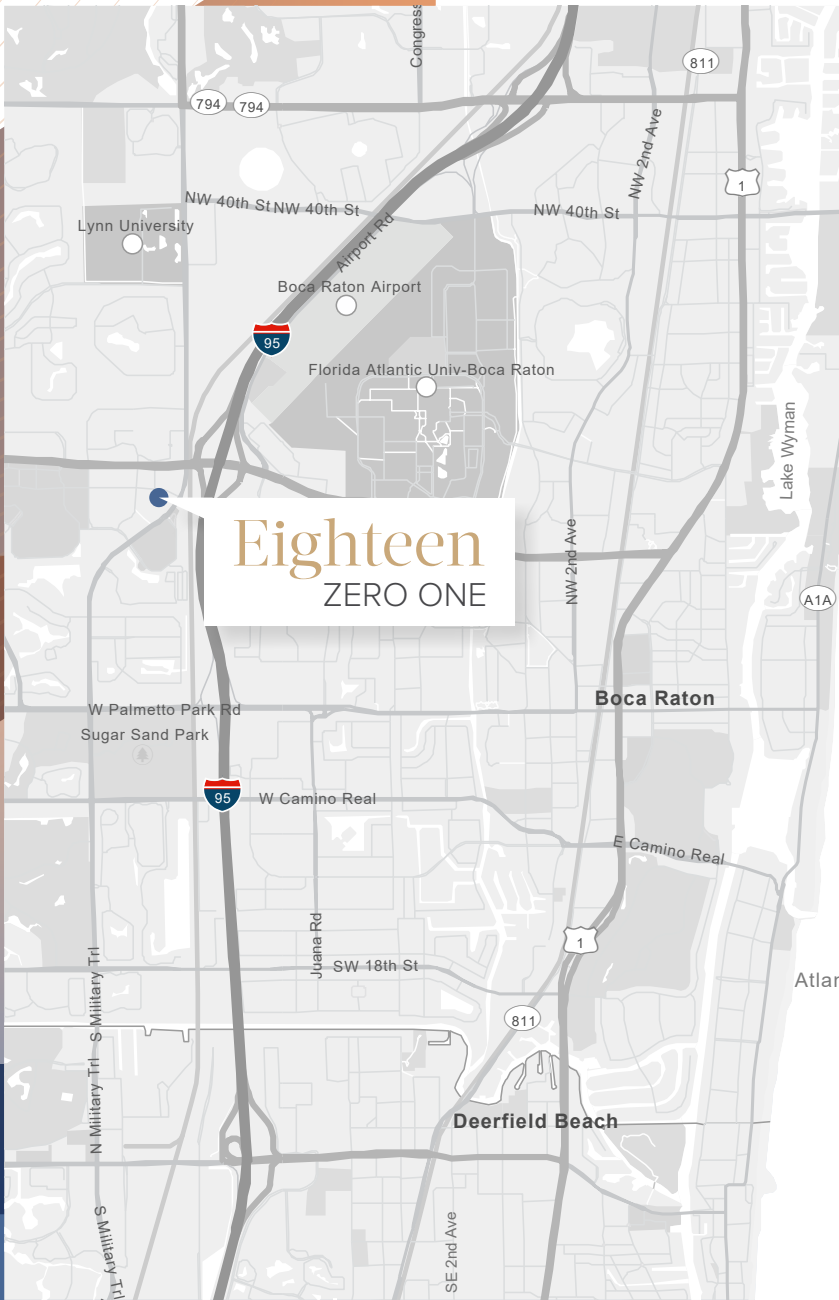 Congress
811
794
794
NW 2nd Ave
1
NW 40th St
NW 40th St
NW 40th St
Lynn University
Airport Rd
Boca Raton Airport
95
Florida Atlantic Univ-Boca Raton
Lake Wyman
Eighteen
ZERO ONE
NW 2nd Ave
A1A
Boca Raton
W Palmetto Park Rd
Sugar Sand Park
95
W Camino Real
E Camino Real
Juana Rd
1
SW 18th St
S Military Trl
Atlan
811
N Military Trl
Deerfield Beach
S Military Trl
SE 2nd Ave